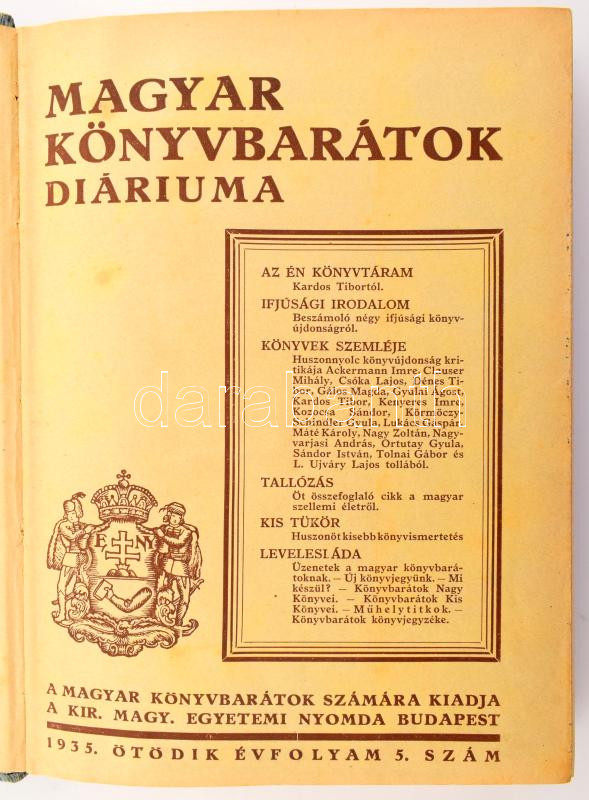 MAGYAR
KÖNYVBARÁTOK
DIÁRIUMA
AZ ÉN KÖNYVTÁRAM
Kardos Tibortól.
IFJÚSÁGI IRODALOM
Beszámoló négy ifjúsági könyv-
újdonságról.
KÖNYVEK SZEMLÉJE
Huszonnyolc könyvújdonság kri-
tikája Ackermann Imre, Clauser
Mihály, Csóka Lajos, Dénes Ti-
bor, Gálos Magda, Gyulai Ágost,
Kardos Tibor, Kenyeres Imre,
Kozocsa Sándor, Körmöczy-
Schindler Gyula, Lukács Gáspár,
Máté Károly, Nagy Zoltán, Nagy-
varjasi András, Ortutay Gyula,
Sándor István, Tolnai Gábor és
L. Ujváry Lajos tollából.
TALLÓZÁS
Öt összefoglaló cikk a magyar
szellemi életről.
KIS TÜKÖR
Huszonöt kisebb könyvismertetés
LEVELESLÁDA
Üzenetek a magyar könyvbará-
toknak. — Új könyvjegyünk. — Mi
készül? — Könyvbarátok Nagy
Könyvei. — Könyvbarátok Kis
Könyvei. — Műhelytitkok. —
Könyvbarátok könyvjegyzéke.
E NY
A MAGYAR KÖNYVBARÁTOK SZÁMÁRA KIADJA
A KIR. MAGY. EGYETEMI NYOMDA BUDAPEST
1935. ÖTÖDIK ÉVFOLYAM 5. SZÁM